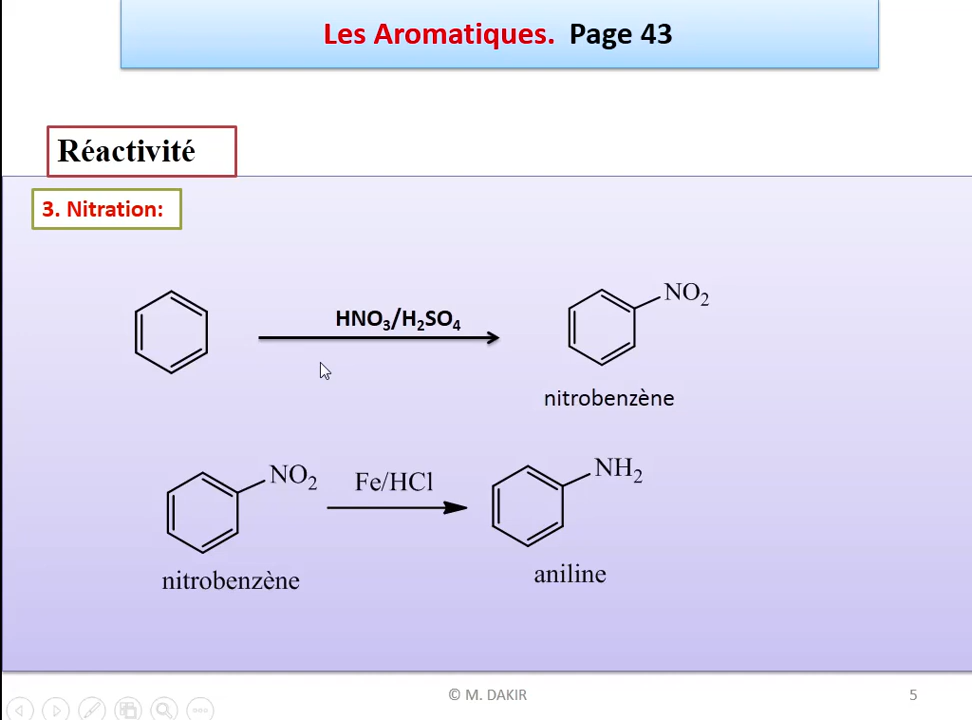 Les Aromatiques. Page 43
Réactivité
3. Nitration:
HNO₃/H₂SO₄
NO₂
nitrobenzène
NO₂
Fe/HCl
NH₂
nitrobenzène
aniline
© M. DAKIR
5